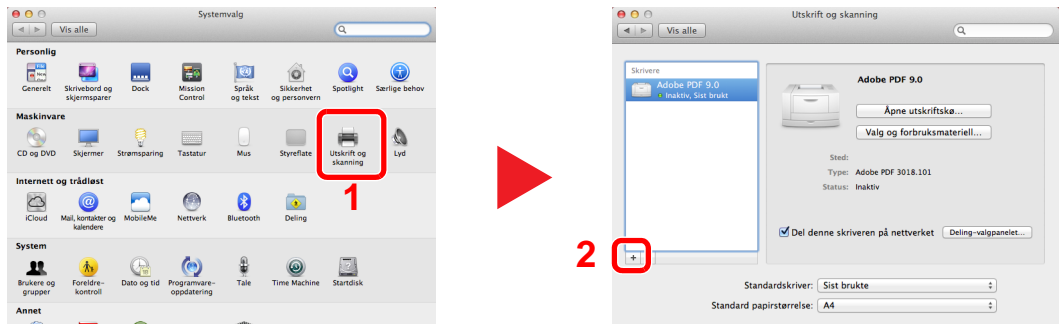 Systemvalg
Vis alle
Personlig
Generelt
Skrivebord og
skjermsparer
Dock
Mission
Control
Språk
og tekst
Sikkerhet
og personvern
Spotlight
Særlige behov
Maskinvare
CD og DVD
Skjermer
Strømsparing
Tastatur
Mus
Styreflate
Utskrift og
skanning
Lyd
1
Internett og trådløst
iCloud
Mail, kontakter og
kalendere
MobileMe
Nettverk
Bluetooth
Deling
System
Brukere og
grupper
Foreldre-
kontroll
Dato og tid
Programvare-
oppdatering
Tale
Time Machine
Startdisk
Annet
Utskrift og skanning
Vis alle
Skrivere
Adobe PDF 9.0
Inaktiv, Sist brukt
Adobe PDF 9.0
Åpne utskriftskø...
Valg og forbruksmateriell...
Sted:
Type: Adobe PDF 3018.101
Status: Inaktiv
Del denne skriveren på nettverket
Deling-valgpanelet...
2
+
Standardskriver: Sist brukte
Standard papirstørrelse: A4